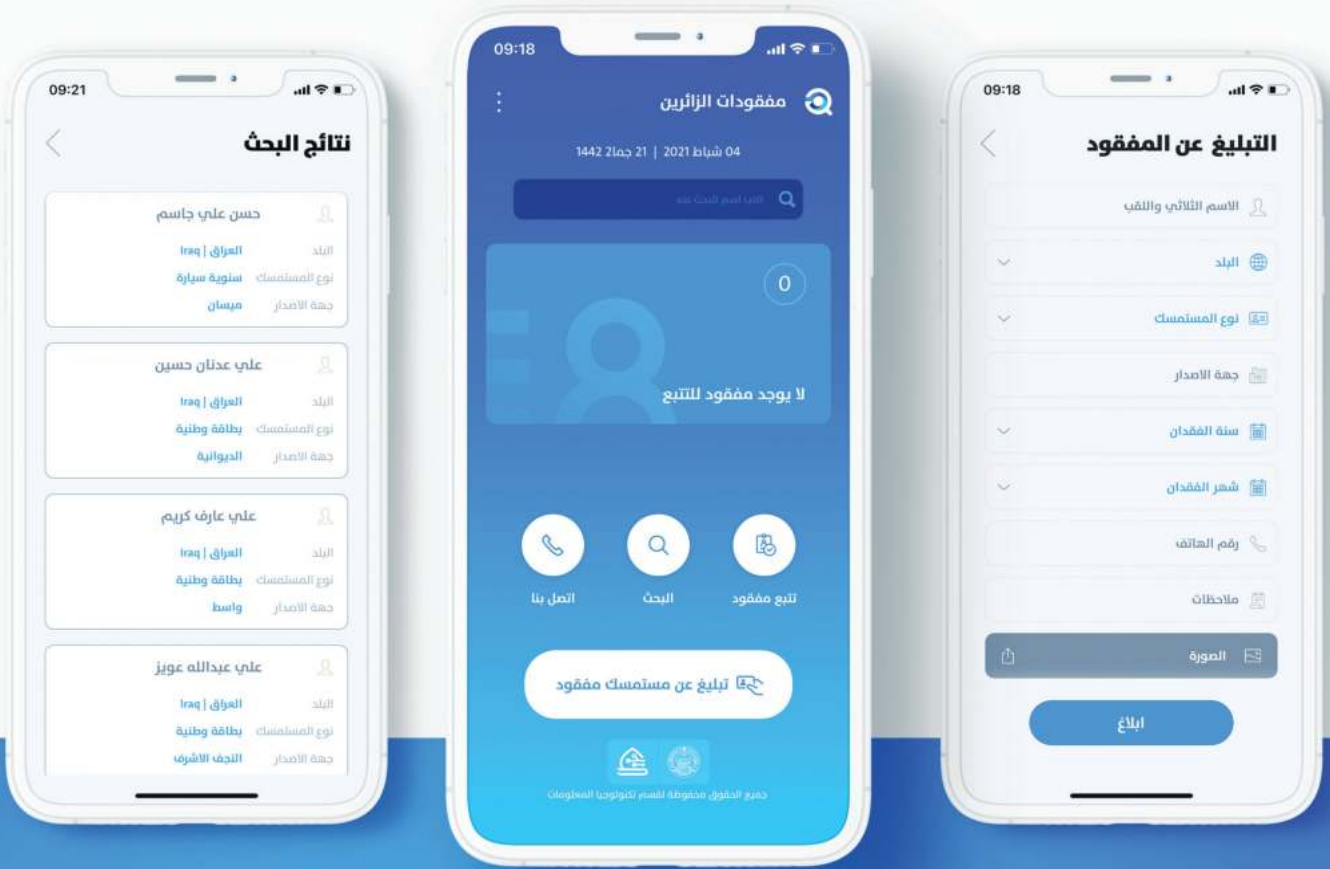 09:21
نتائج البحث
حسن علي جاسم
البلد العراق | Iraq
نوع المستمسك سنوية سيارة
جهة الاصدار ميسان
علي عدنان حسين
البلد العراق | Iraq
نوع المستمسك بطاقة وطنية
جهة الاصدار الديوانية
علي عارف كريم
البلد العراق | Iraq
نوع المستمسك بطاقة وطنية
جهة الاصدار واسط
علي عبدالله عويز
البلد العراق | Iraq
نوع المستمسك بطاقة وطنية
جهة الاصدار النجف الاشرف
09:18
مفقودات الزائرين
04 شباط 2021 | 21 جما2 1442
اكتب اسم للبحث عنه
0
لا يوجد مفقود للتتبع
تتبع مفقود
البحث
اتصل بنا
تبليغ عن مستمسك مفقود
جميع الحقوق محفوظة لقسم تكنولوجيا المعلومات
09:18
التبليغ عن المفقود
الاسم الثلاثي واللقب
البلد
نوع المستمسك
جهة الاصدار
سنة الفقدان
شهر الفقدان
رقم الهاتف
ملاحظات
الصورة
ابلاغ